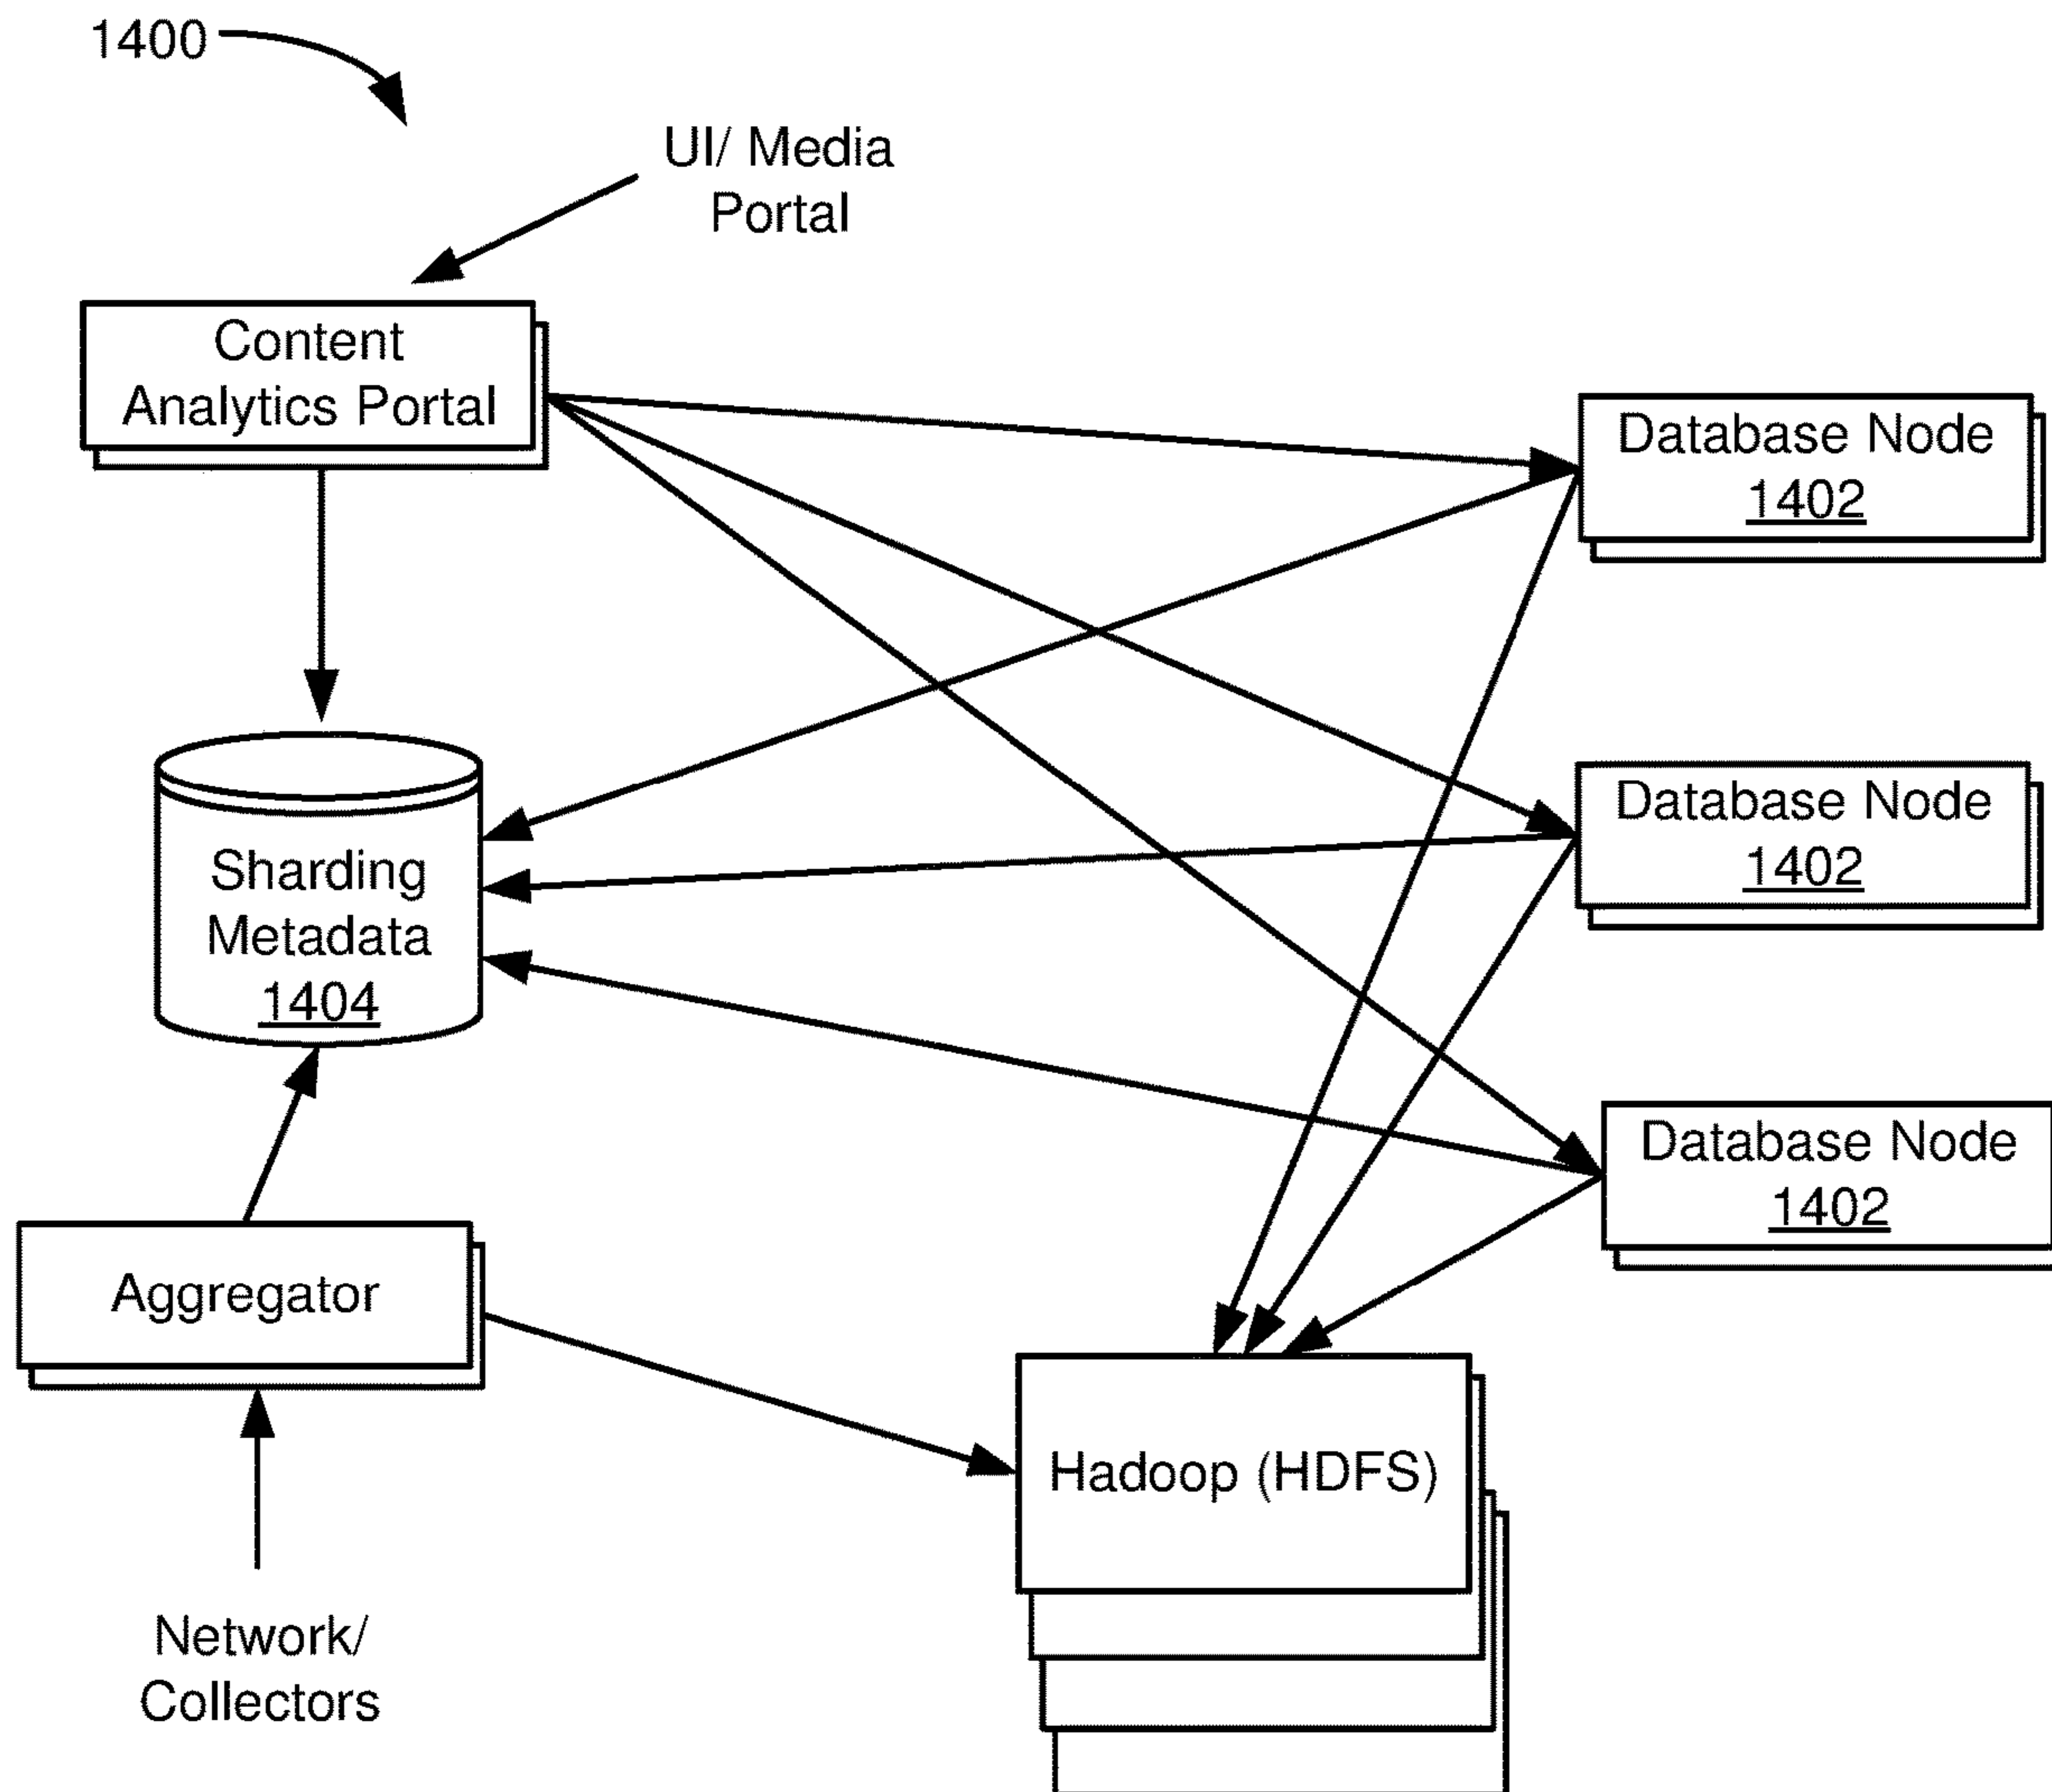 1400
UI/ Media
Portal
Content
Analytics Portal
Database Node
1402
Database Node
1402
Sharding
Metadata
1404
Database Node
1402
Aggregator
Hadoop (HDFS)
Network/
Collectors